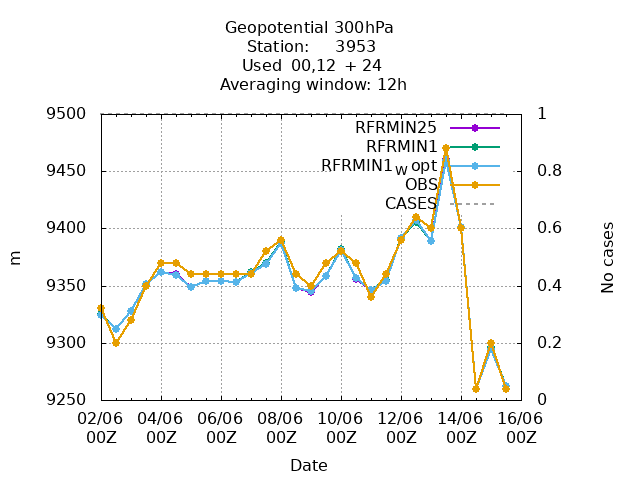 Geopotential 300hPa
Station: 3953
Used 00,12 + 24
Averaging window: 12h
9500
9450
9400
9350
9300
9250
m
1
0.8
0.6
0.4
0.2
0
No cases
RFRMIN25
RFRMIN1
RFRMIN1w opt
OBS
CASES
02/06 04/06 06/06 08/06 10/06 12/06 14/06 16/06
00Z 00Z 00Z 00Z 00Z 00Z 00Z 00Z
Date